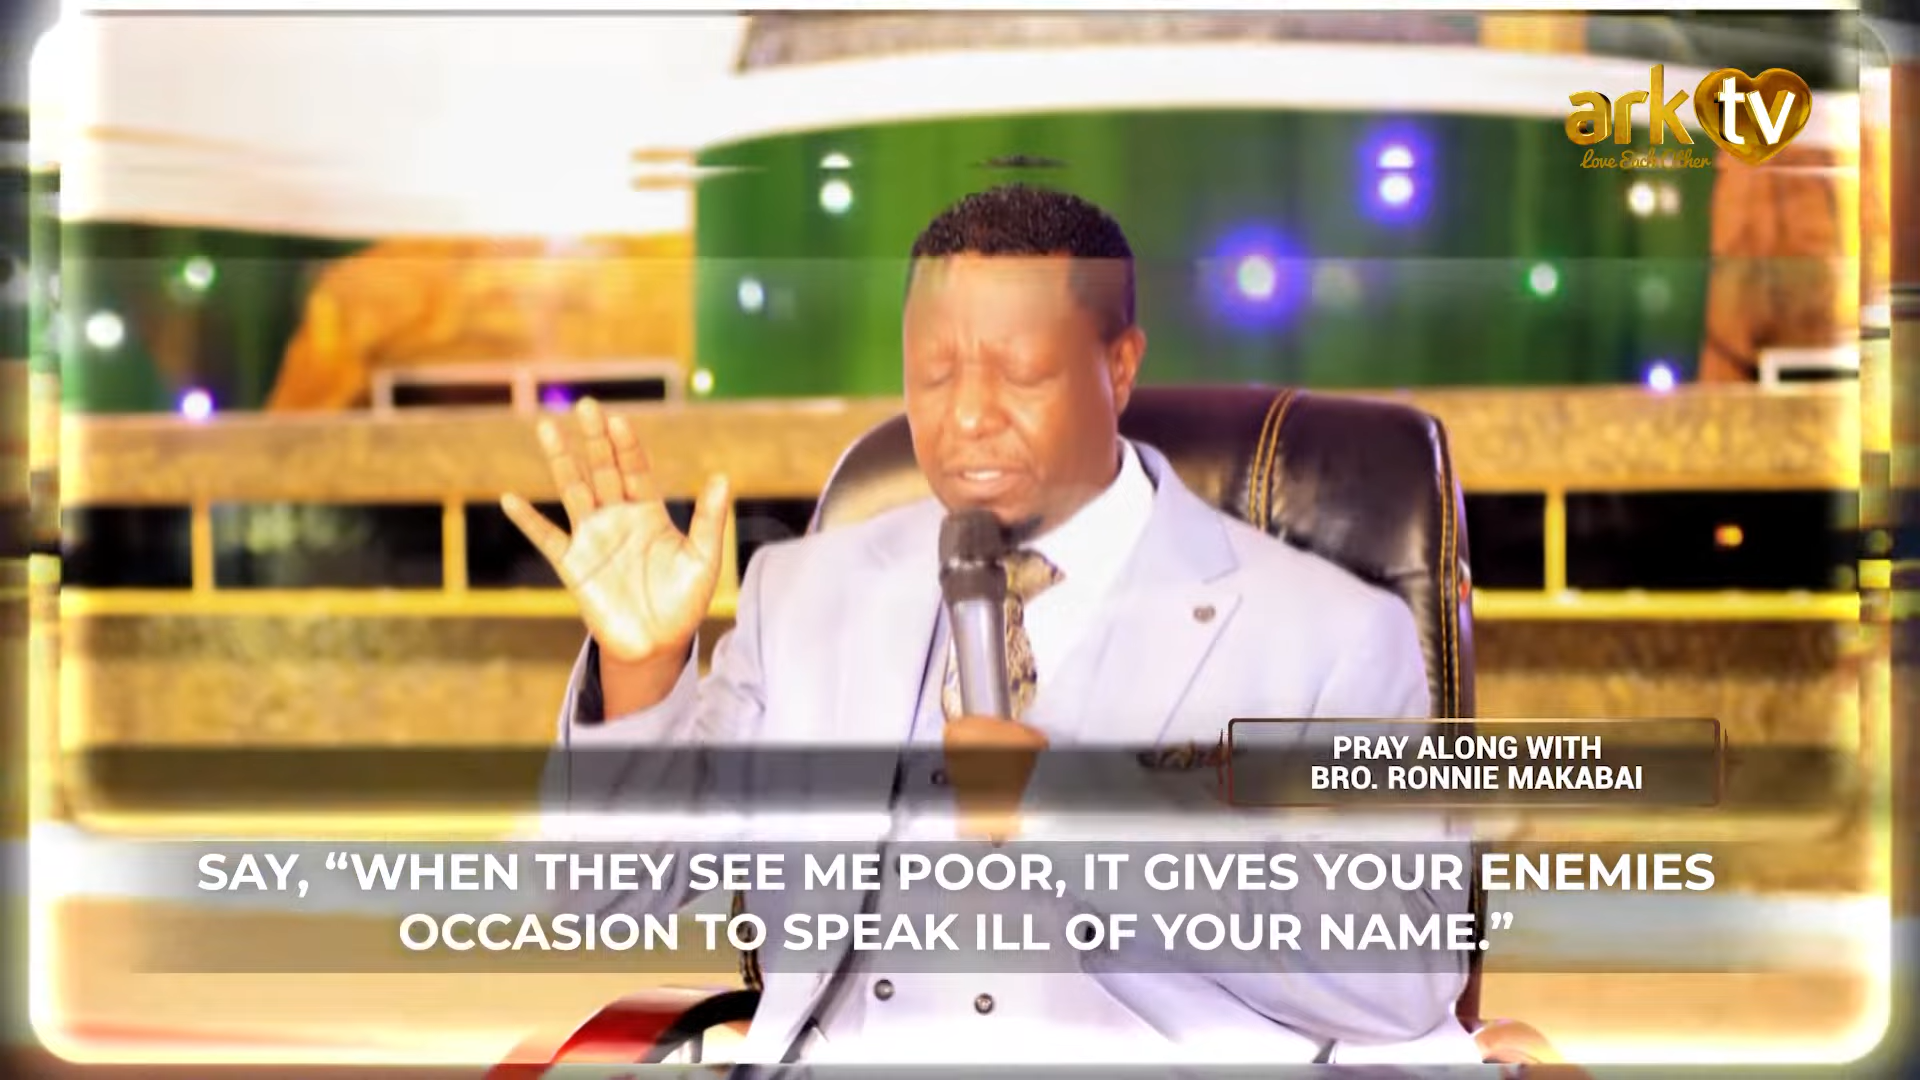 ark tv
Love Each Other
PRAY ALONG WITH
BRO. RONNIE MAKABAI
SAY, “WHEN THEY SEE ME POOR, IT GIVES YOUR ENEMIES
OCCASION TO SPEAK ILL OF YOUR NAME.”